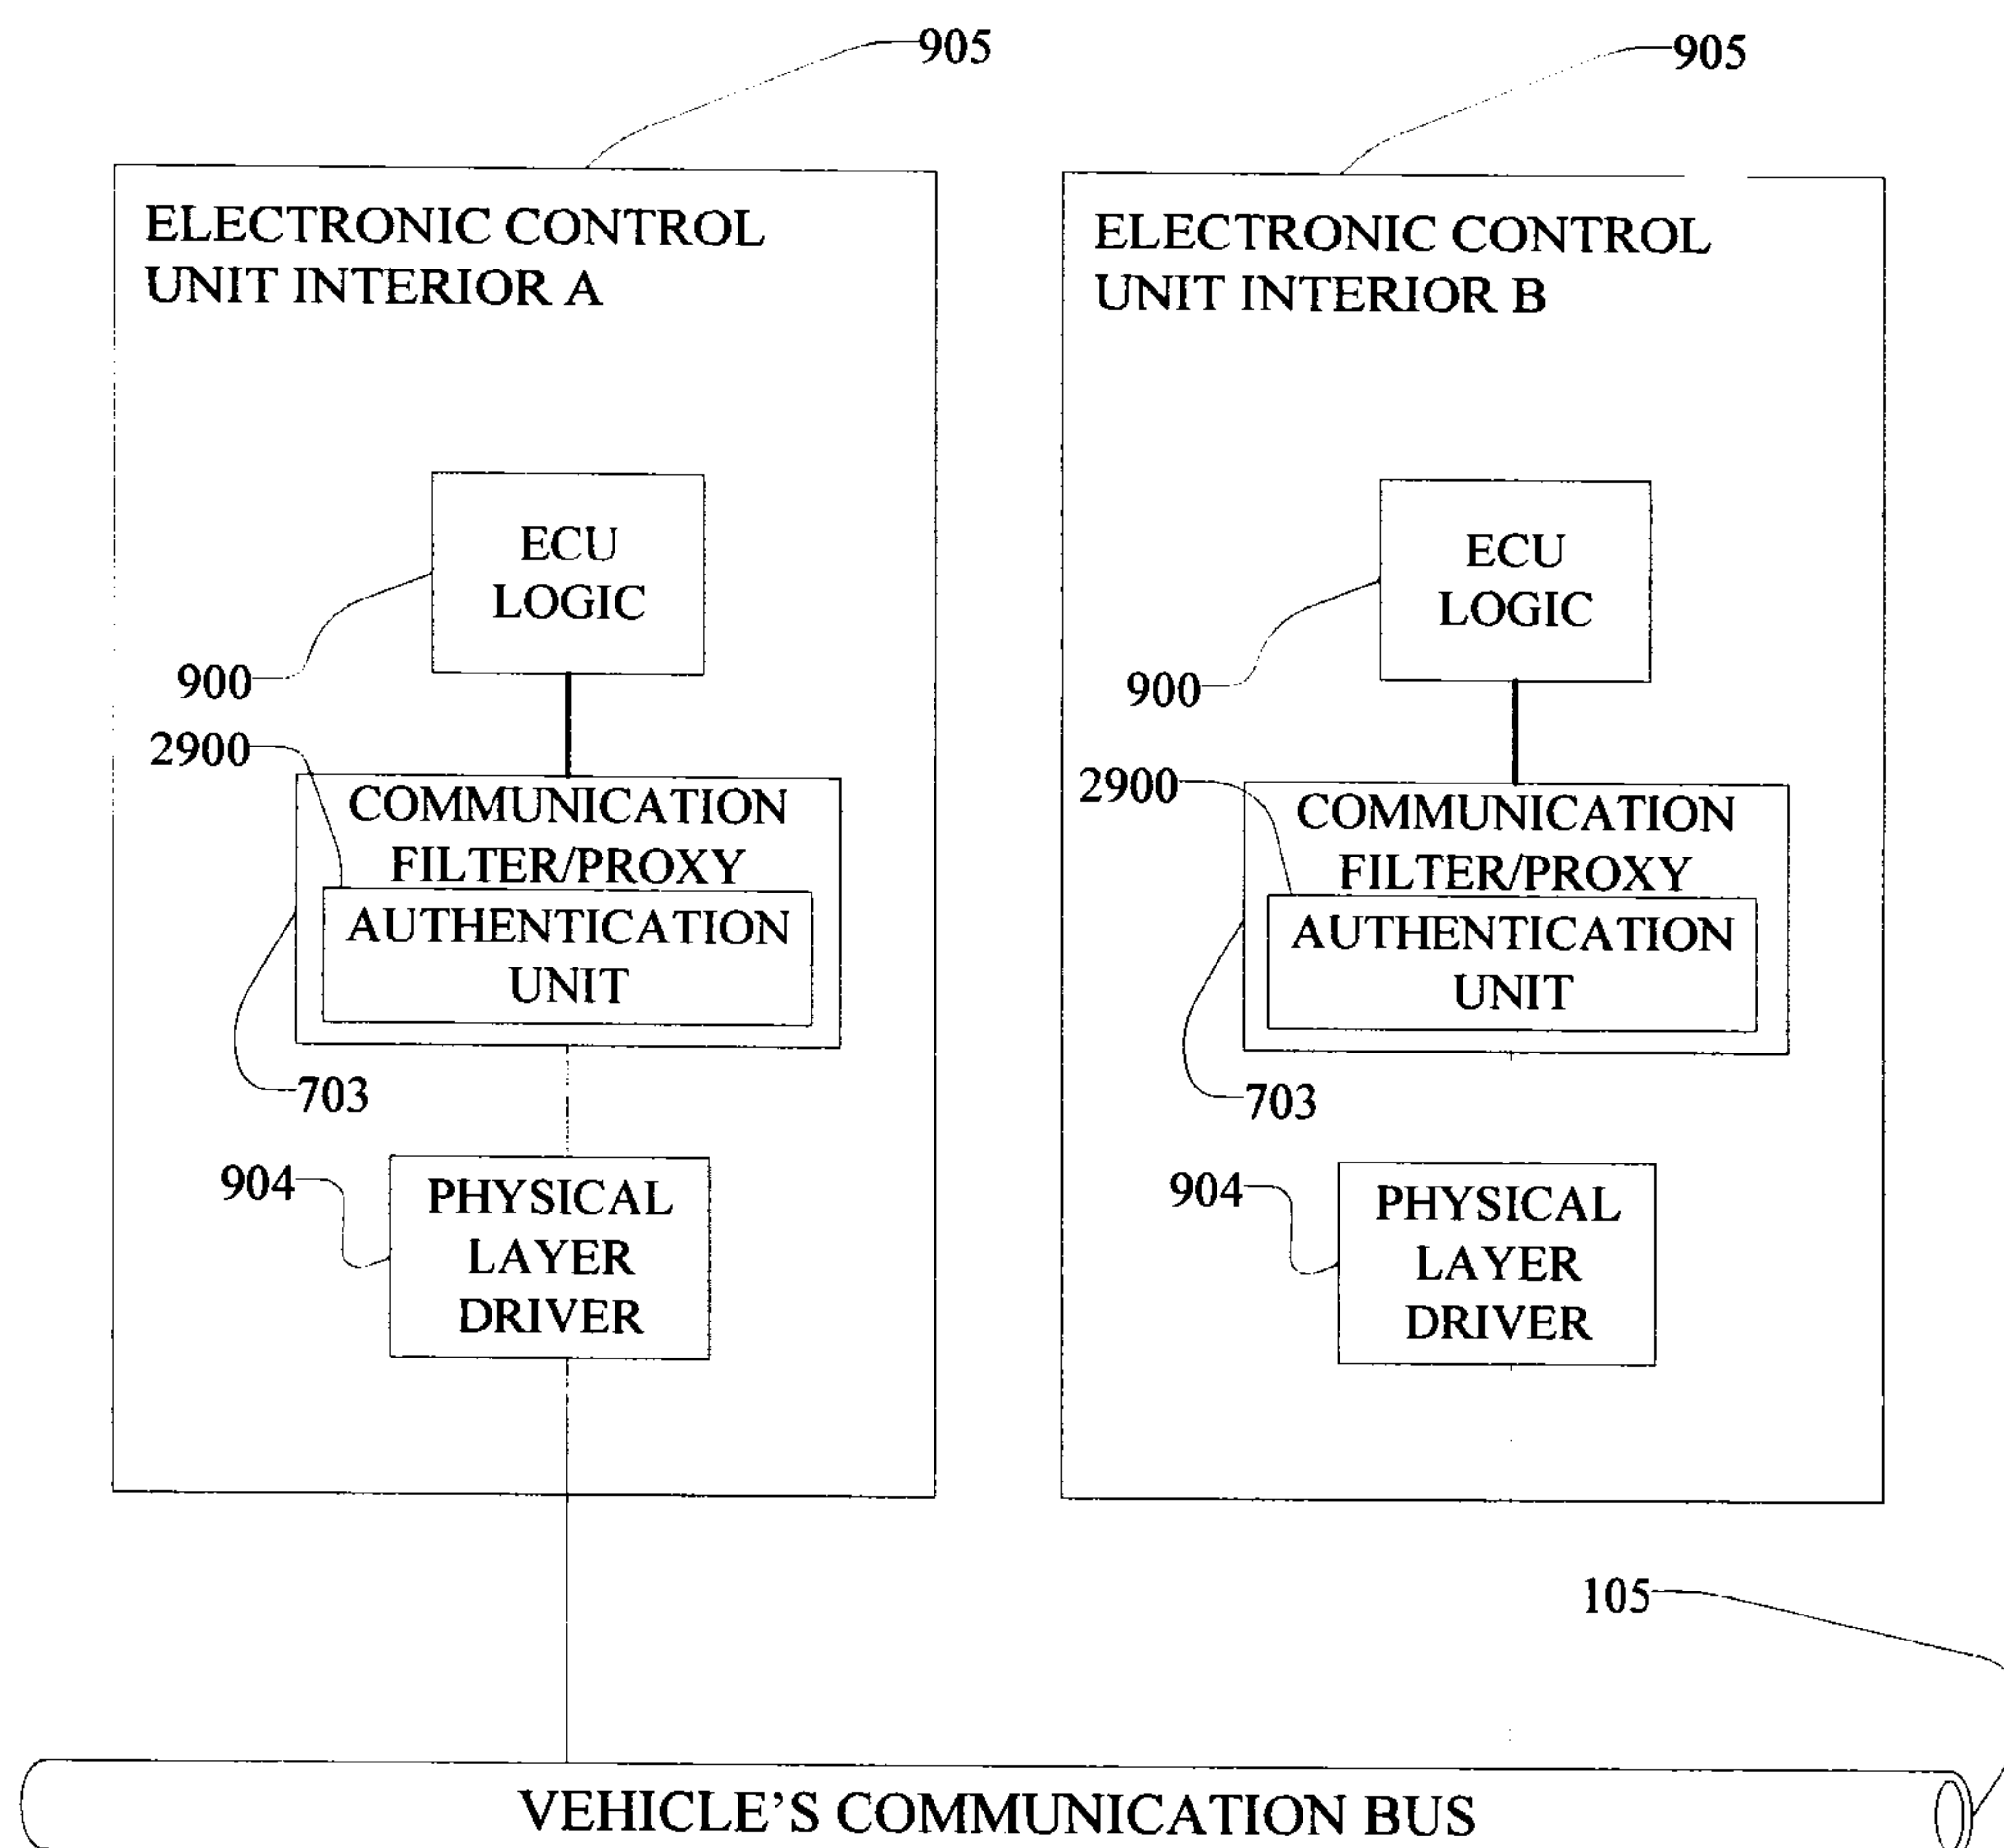 905
905
ELECTRONIC CONTROL
UNIT INTERIOR A
ELECTRONIC CONTROL
UNIT INTERIOR B
ECU
LOGIC
ECU
LOGIC
900
900
2900
2900
COMMUNICATION
FILTER/PROXY
COMMUNICATION
FILTER/PROXY
AUTHENTICATION
UNIT
AUTHENTICATION
UNIT
703
703
904
904
PHYSICAL
LAYER
DRIVER
PHYSICAL
LAYER
DRIVER
105
VEHICLE'S COMMUNICATION BUS